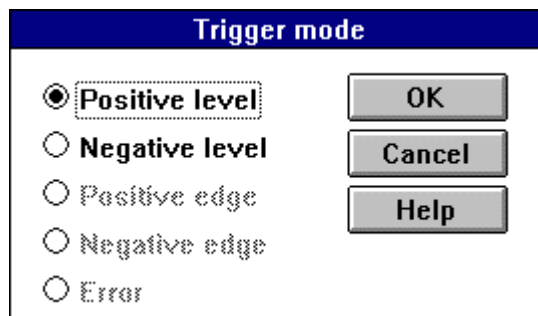 Trigger mode
Positive level
Negative level
Positive edge
Negative edge
Error
OK
Cancel
Help